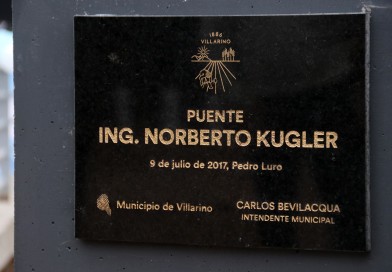 VILLARINO
1886
PUENTE
ING. NORBERTO KUGLER
9 de julio de 2017, Pedro Luro
Municipio de Villarino
CARLOS BEVILACQUA
INTENDENTE MUNICIPAL